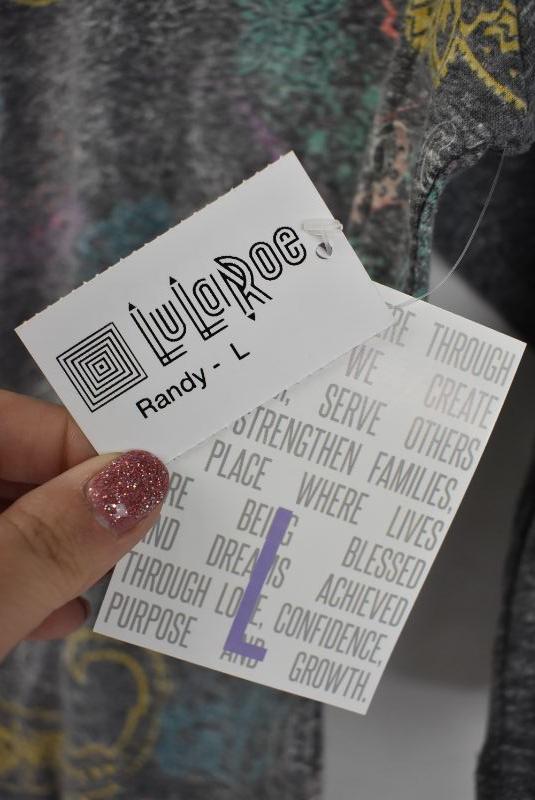 LuLaRoe
Randy - L
THROUGH
WE CREATE
SERVE OTHERS
STRENGTHEN FAMILIES,
PLACE WHERE LIVES
BEING BLESSED
DREAMS ACHIEVED
THROUGH LOVE, CONFIDENCE,
PURPOSE AND GROWTH.
L